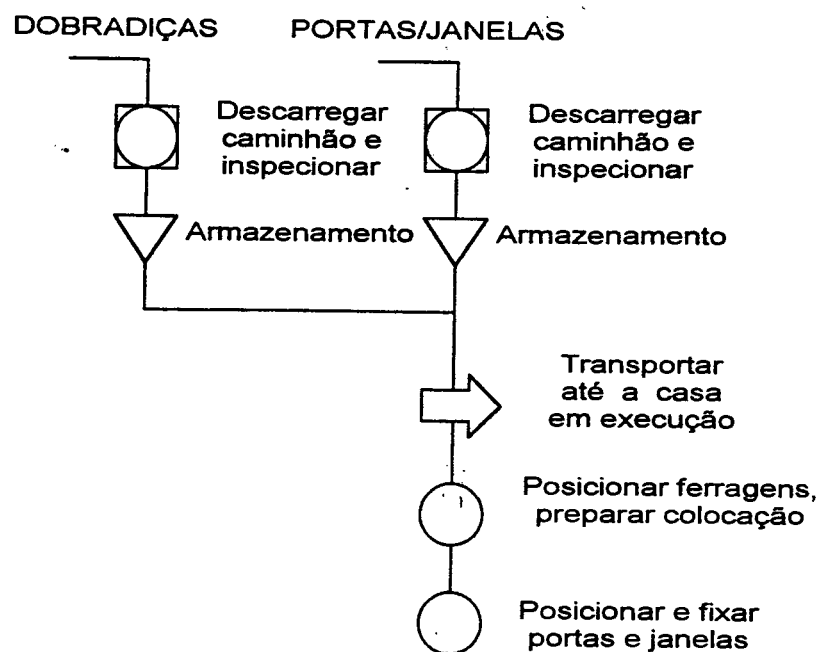 DOBRADIÇAS
PORTAS/JANELAS
Descarregar
caminhão e
inspecionar
Descarregar
caminhão e
inspecionar
Armazenamento
Armazenamento
Transportar
até a casa
em execução
Posicionar ferragens,
preparar colocação
Posicionar e fixar
portas e janelas